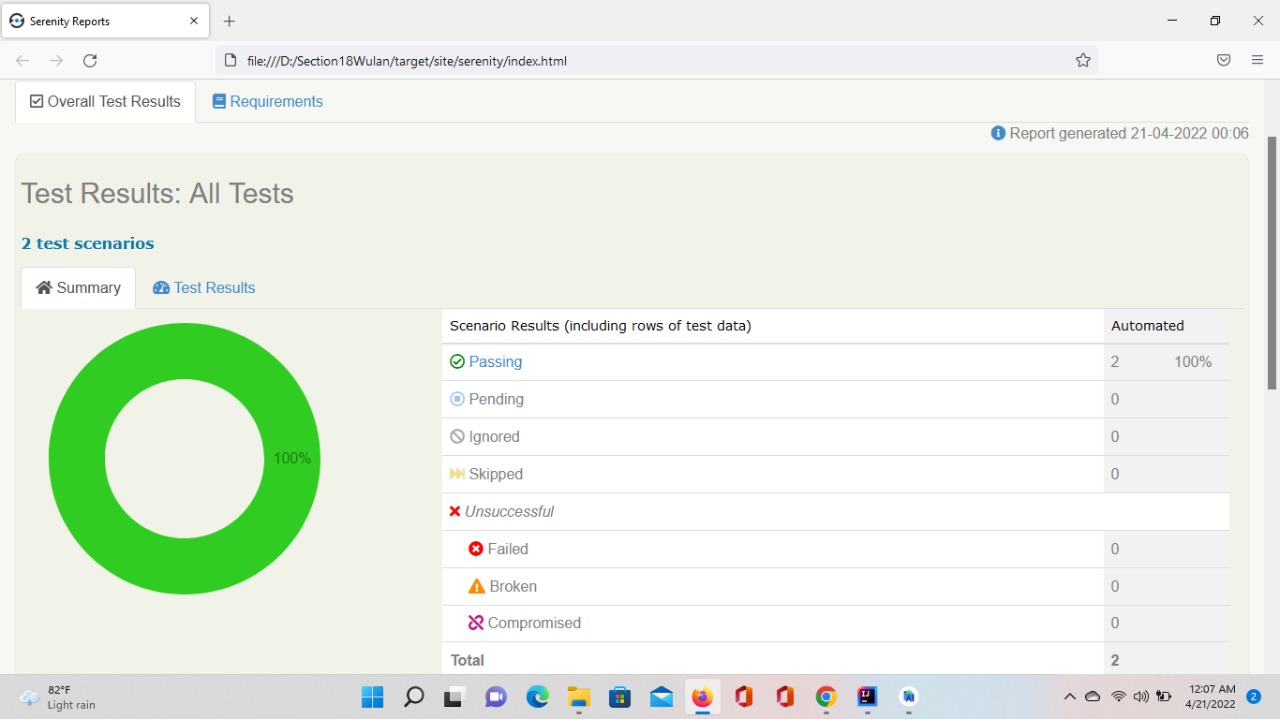 Serenity Reports
file:///D:/Section18Wulan/target/site/serenity/index.html
Overall Test Results Requirements
Report generated 21-04-2022 00:06
Test Results: All Tests
2 test scenarios
Summary Test Results
100%
Scenario Results (including rows of test data) Automated
Passing 2 100%
Pending 0
Ignored 0
Skipped 0
Unsuccessful
Failed 0
Broken 0
Compromised 0
Total 2
82°F
Light rain
12:07 AM
4/21/2022
2